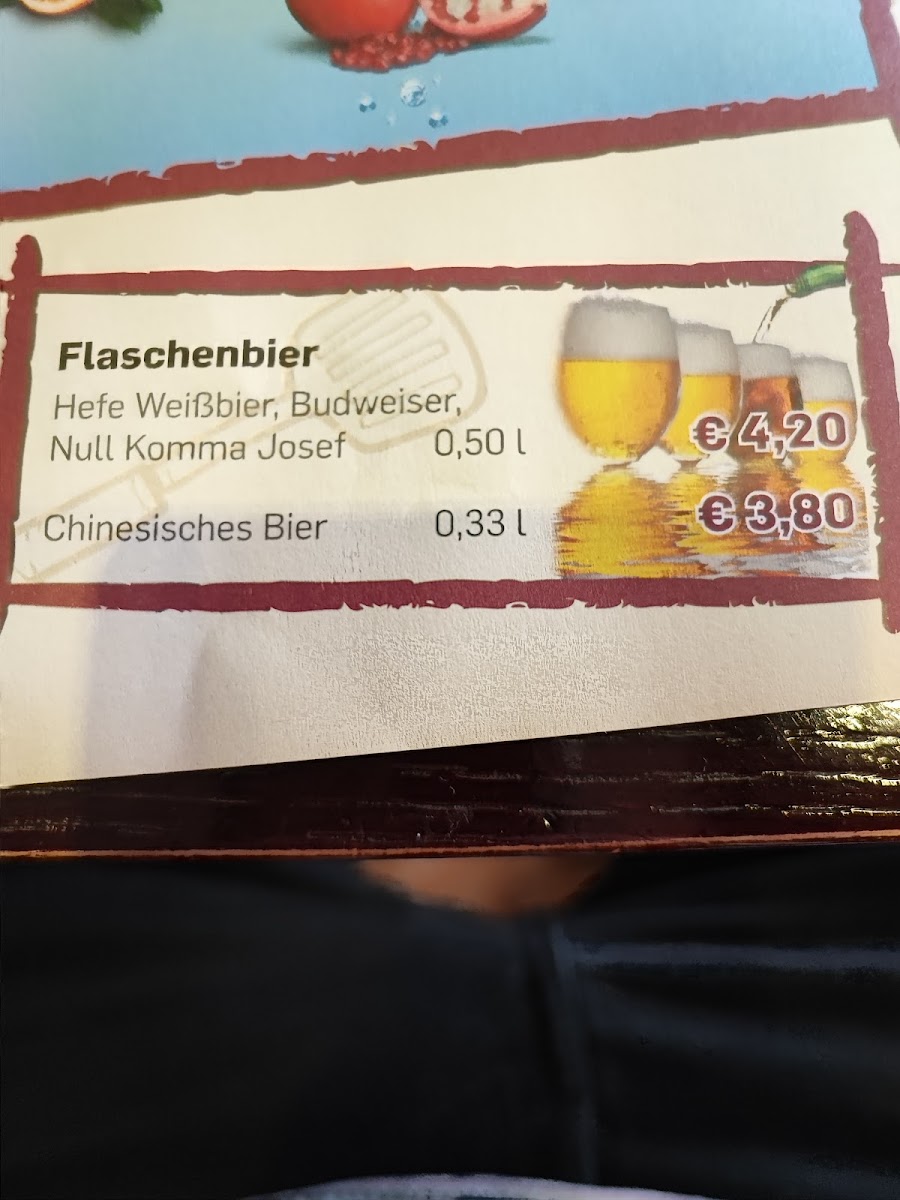 Flaschenbier
Hefe Weißbier, Budweiser,
Null Komma Josef 0,50 l € 4,20
Chinesisches Bier 0,33 l € 3,80